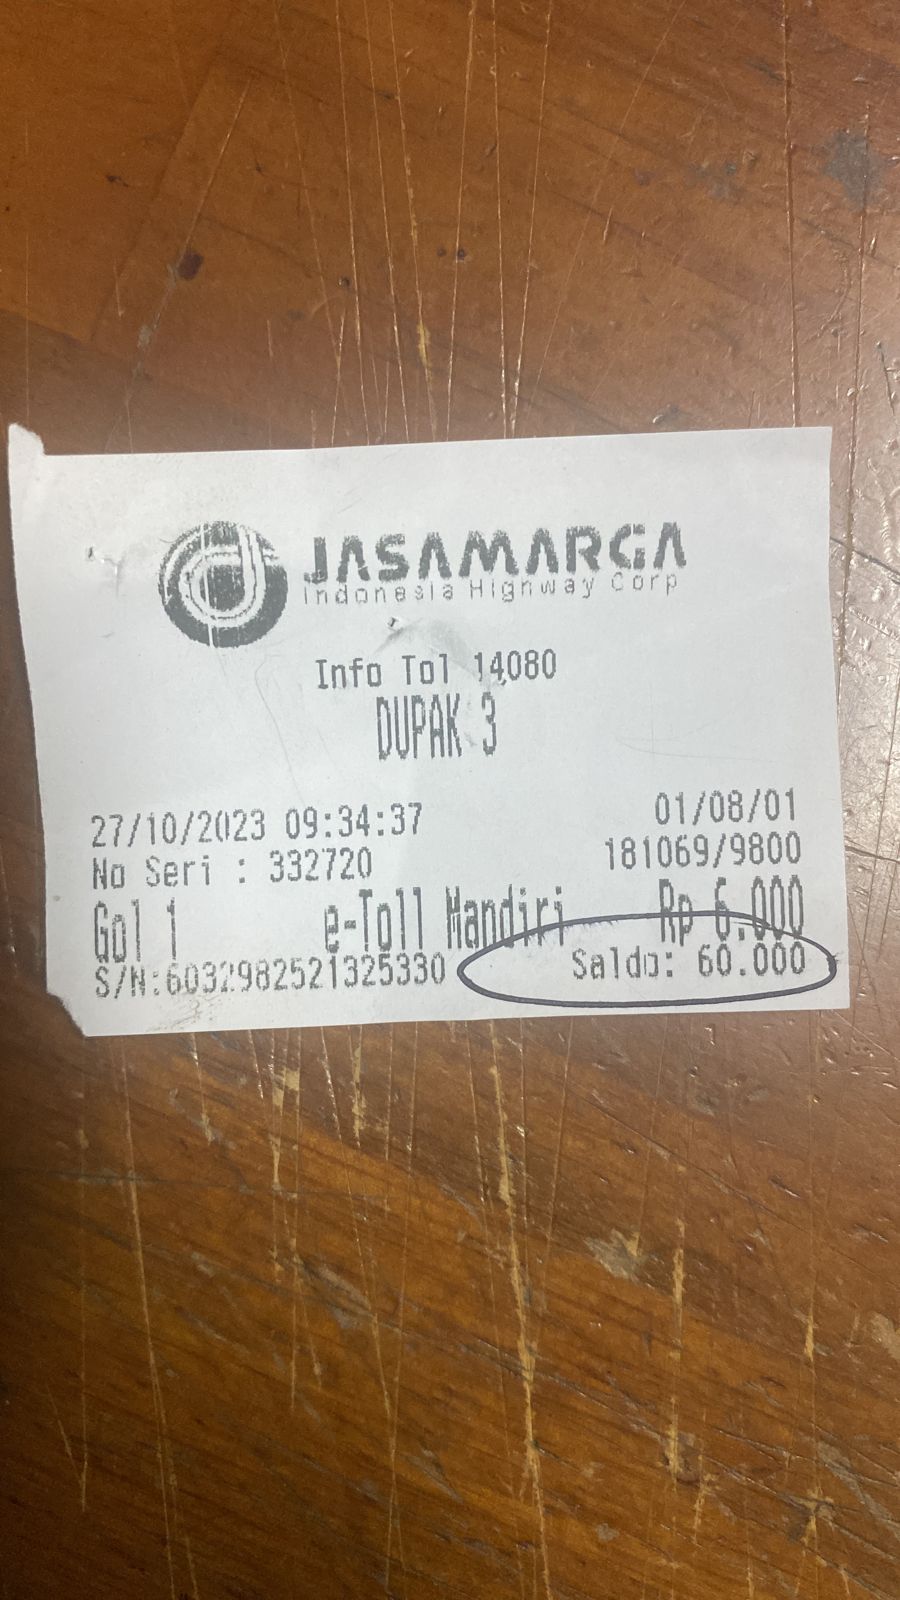 JASAMARGA
Indonesia Highway Corp
Info Tol 14080
DUPAK 3
27/10/2023 09:34:37 01/08/01
No Seri : 332720 181069/9800
Gol 1 e-Toll Mandiri Rp 6.000
S/N:6032982521325330 Saldo: 60.000